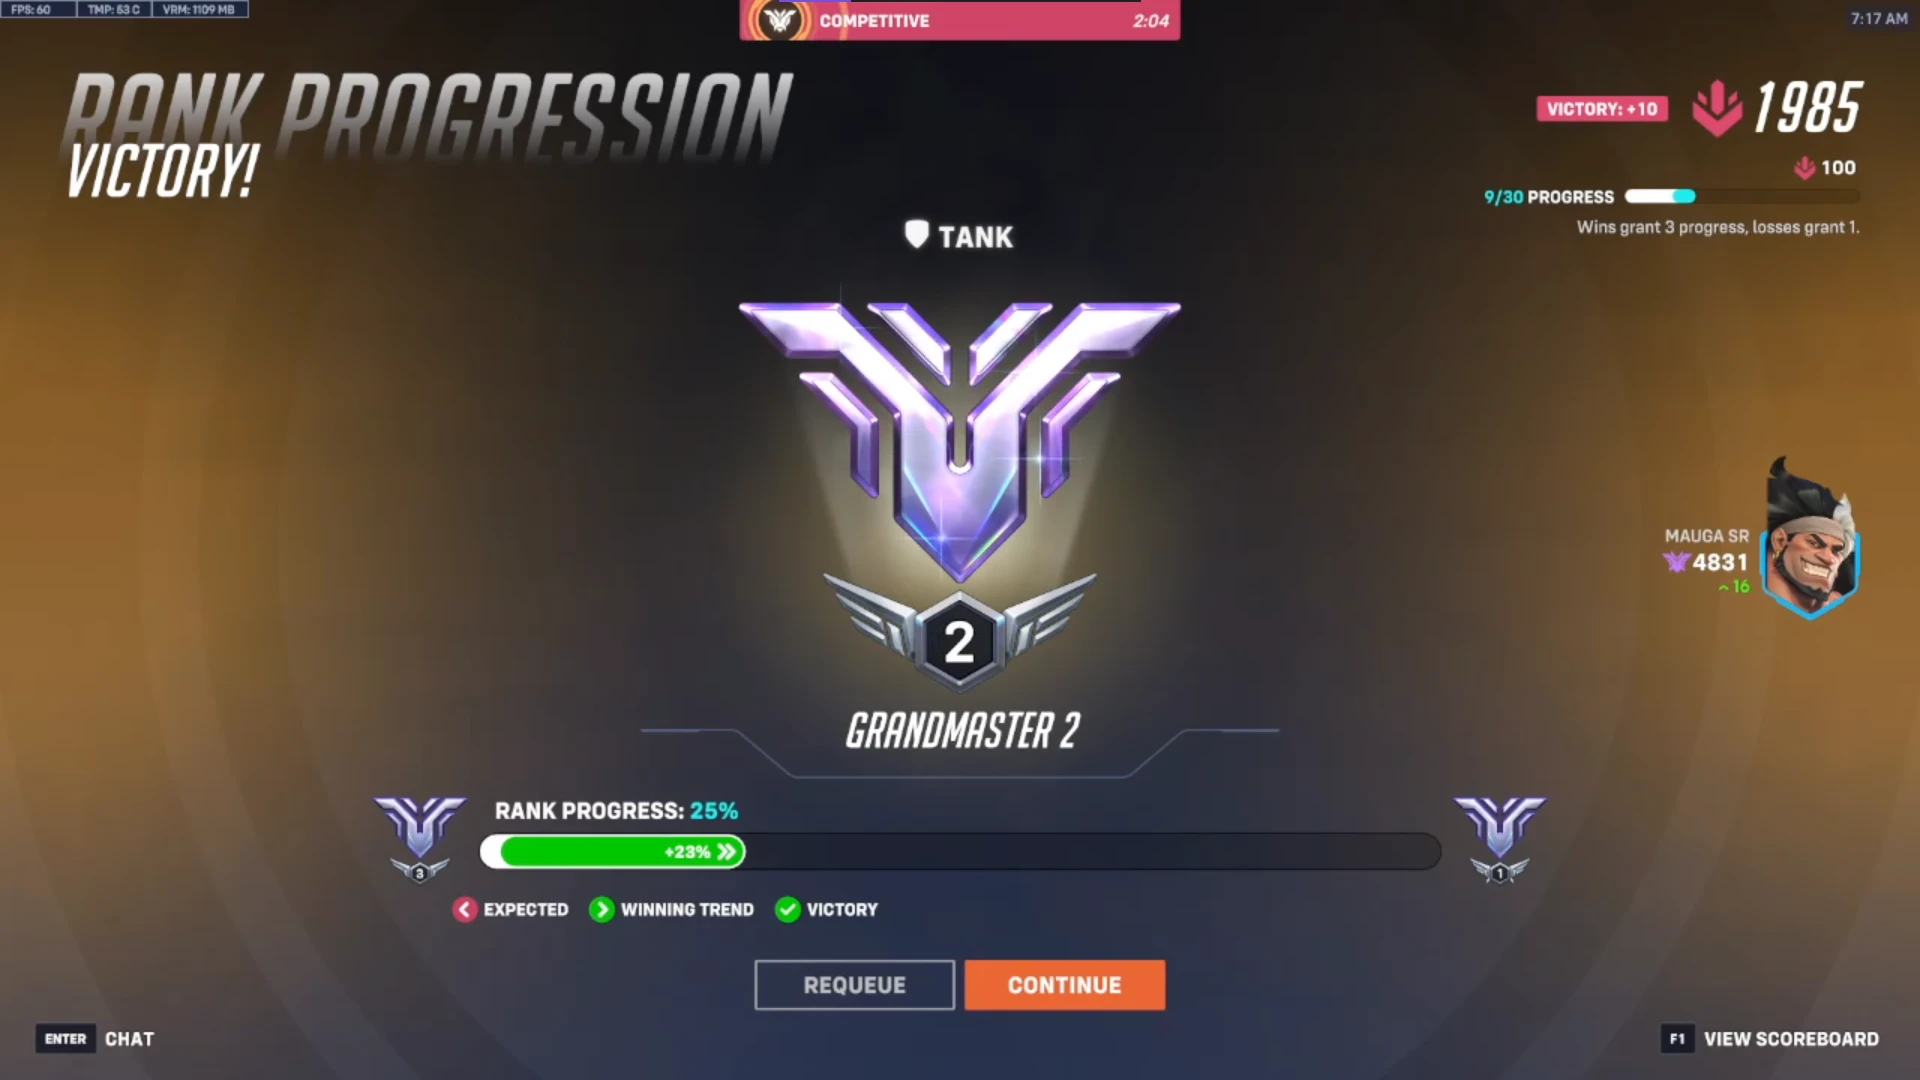 FPS: 60 TMP: 53 C VRM: 1109 MB
COMPETITIVE 2:04
7:17 AM
RANK PROGRESSION
VICTORY!
VICTORY: +10 1985
100
9/30 PROGRESS
Wins grant 3 progress, losses grant 1.
TANK
MAUGA SR
4831
16
2
GRANDMASTER 2
RANK PROGRESS: 25%
+23%
3
1
EXPECTED WINNING TREND VICTORY
REQUEUE CONTINUE
ENTER CHAT
F1 VIEW SCOREBOARD